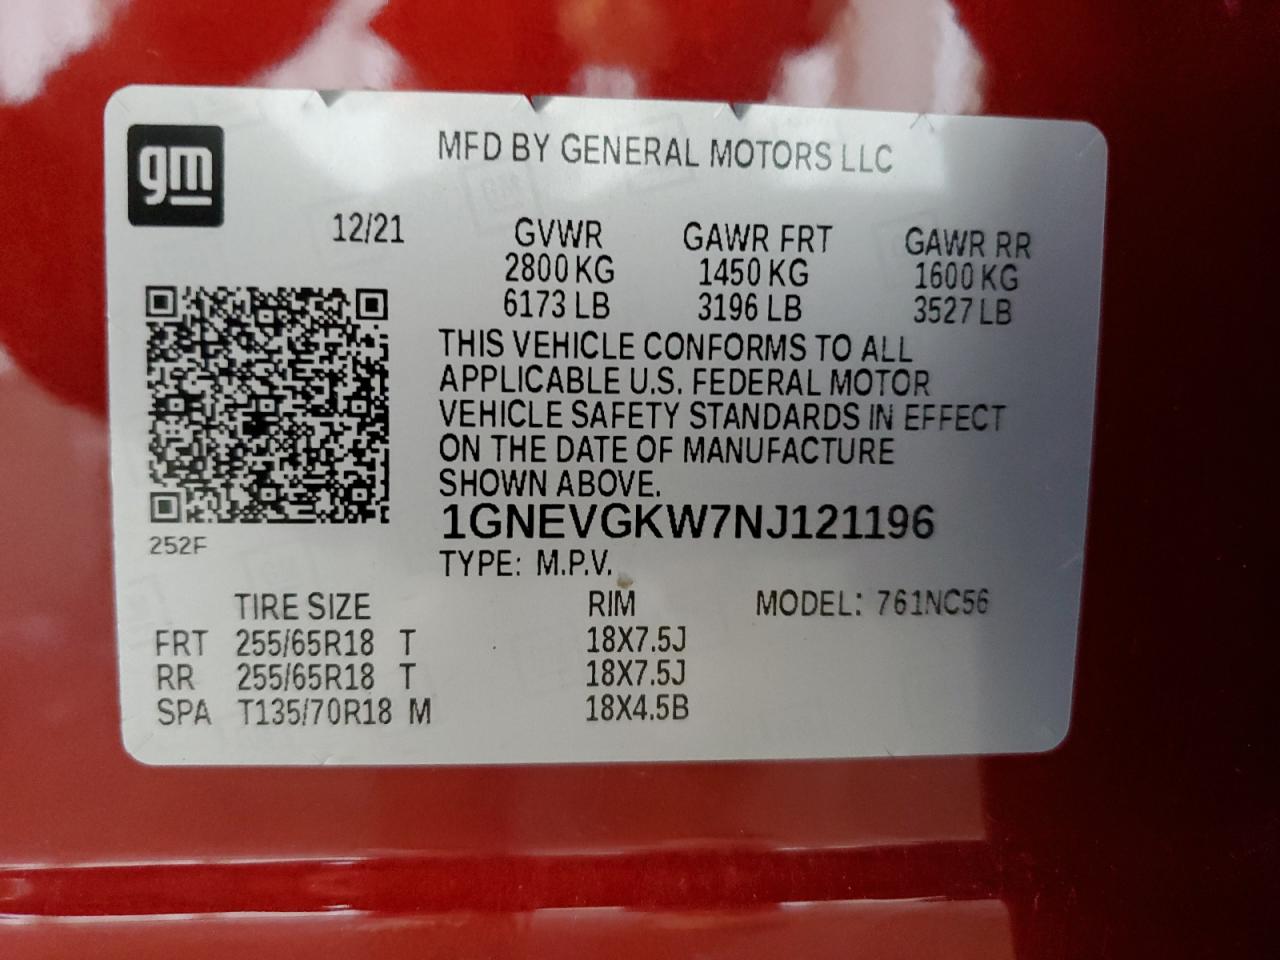 gm
MFD BY GENERAL MOTORS LLC
12/21 GVWR GAWR FRT GAWR RR
2800 KG 1450 KG 1600 KG
6173 LB 3196 LB 3527 LB
THIS VEHICLE CONFORMS TO ALL
APPLICABLE U.S. FEDERAL MOTOR
VEHICLE SAFETY STANDARDS IN EFFECT
ON THE DATE OF MANUFACTURE
SHOWN ABOVE.
1GNEVGKW7NJ121196
252F
TYPE: M.P.V.
TIRE SIZE RIM MODEL: 761NC56
FRT 255/65R18 T 18X7.5J
RR 255/65R18 T 18X7.5J
SPA T135/70R18 M 18X4.5B